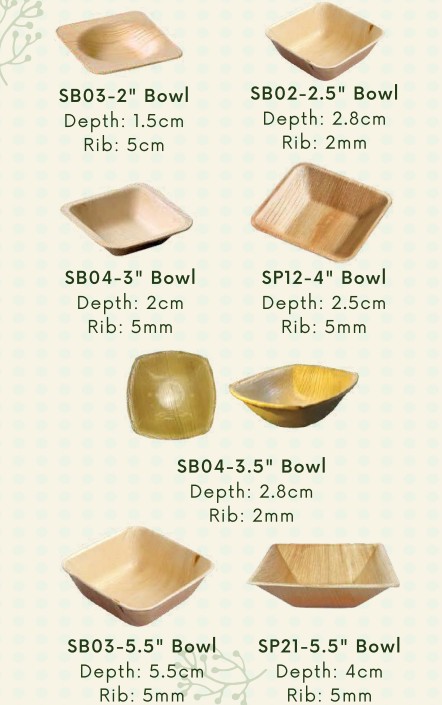 SB03-2" Bowl
Depth: 1.5cm
Rib: 5cm
SB02-2.5" Bowl
Depth: 2.8cm
Rib: 2mm
SB04-3" Bowl
Depth: 2cm
Rib: 5mm
SP12-4" Bowl
Depth: 2.5cm
Rib: 5mm
SB04-3.5" Bowl
Depth: 2.8cm
Rib: 2mm
SB03-5.5" Bowl
Depth: 5.5cm
Rib: 5mm
SP21-5.5" Bowl
Depth: 4cm
Rib: 5mm